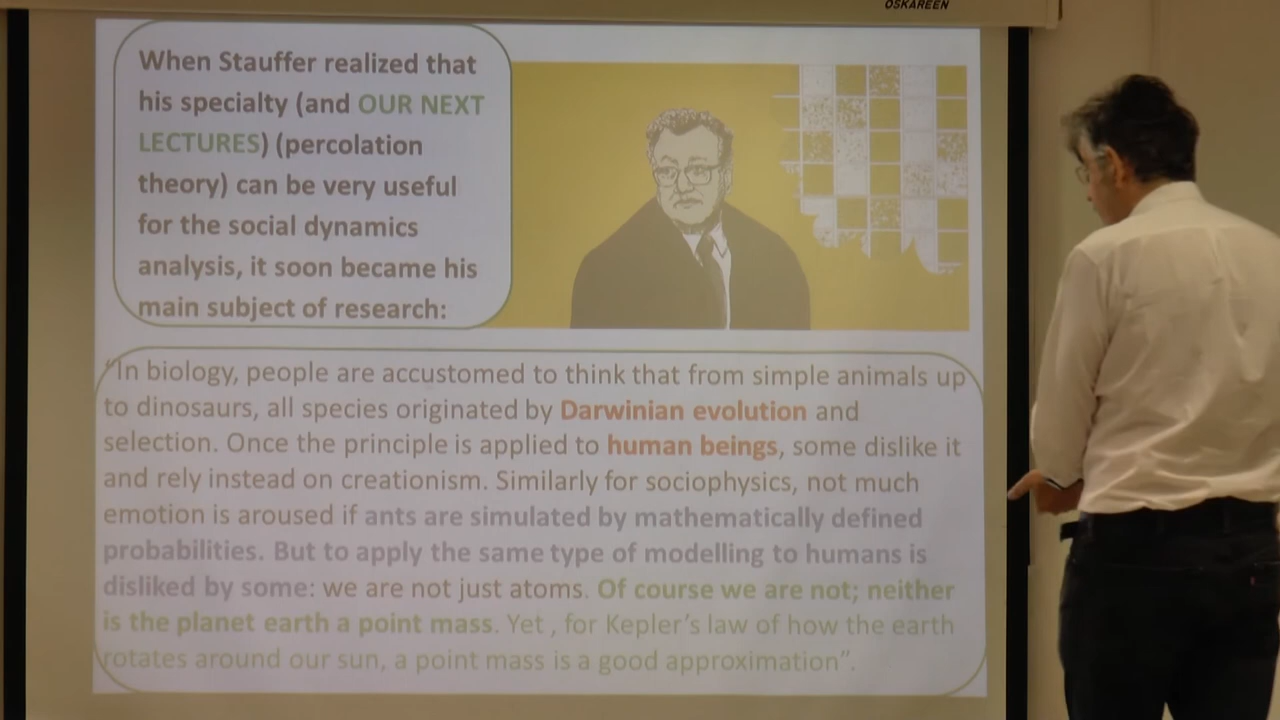 OSKAREEN
When Stauffer realized that
his specialty (and OUR NEXT
LECTURES) (percolation
theory) can be very useful
for the social dynamics
analysis, it soon became his
main subject of research:
“In biology, people are accustomed to think that from simple animals up
to dinosaurs, all species originated by Darwinian evolution and
selection. Once the principle is applied to human beings, some dislike it
and rely instead on creationism. Similarly for sociophysics, not much
emotion is aroused if ants are simulated by mathematically defined
probabilities. But to apply the same type of modelling to humans is
disliked by some: we are not just atoms. Of course we are not; neither
is the planet earth a point mass. Yet , for Kepler’s law of how the earth
rotates around our sun, a point mass is a good approximation”.